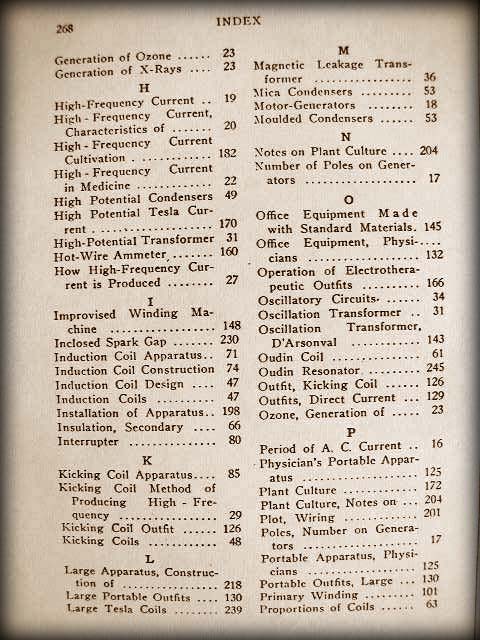 268
INDEX
Generation of Ozone ...... 23
Generation of X-Rays .... 23
H
High-Frequency Current .. 19
High-Frequency Current,
Characteristics of ....... 20
High-Frequency Current
Cultivation . ............ 182
High-Frequency Current
in Medicine ............ 22
High Potential Condensers 49
High Potential Tesla Cur-
rent . ................... 170
High-Potential Transformer 31
Hot-Wire Ammeter ....... 160
How High-Frequency Cur-
rent is Produced ........ 27
I
Improvised Winding Ma-
chine .................. 148
Inclosed Spark Gap ....... 230
Induction Coil Apparatus.. 71
Induction Coil Construction 74
Induction Coil Design .... 47
Induction Coils .......... 47
Installation of Apparatus.. 198
Insulation, Secondary .... 66
Interrupter .............. 80
K
Kicking Coil Apparatus.... 85
Kicking Coil Method of
Producing High-Fre-
quency ................. 29
Kicking Coil Outfit ...... 126
Kicking Coils ............ 48
L
Large Apparatus, Construc-
tion of ................. 218
Large Portable Outfits .... 130
Large Tesla Coils ........ 239
M
Magnetic Leakage Trans-
former ................. 36
Mica Condensers ......... 53
Motor-Generators ........ 18
Moulded Condensers ...... 53
N
Notes on Plant Culture .... 204
Number of Poles on Gener-
ators ................... 17
O
Office Equipment Made
with Standard Materials. 145
Office Equipment, Physi-....
cians ................... 132
Operation of Electrothera-
peutic Outfits .......... 166
Oscillatory Circuits. ...... 34
Oscillation Transformer .. 31
Oscillation Transformer,
D'Arsonval ............ 143
Oudin Coil .............. 61
Oudin Resonator.......... 245
Outfit, Kicking Coil ...... 126
Outfits, Direct Current ... 129
Ozone, Generation of ..... 23
P
Period of A. C. Current .. 16
Physician's Portable Appar-
atus .................... 125
Plant Culture ............ 172
Plant Culture, Notes on ... 204
Plot, Wiring ............. 201
Poles, Number on Genera-
tors .................... 17
Portable Apparatus, Physi-
cians ................... 125
Portable Outfits, Large ... 130
Primary Winding ......... 101
Proportions of Coils ...... 63